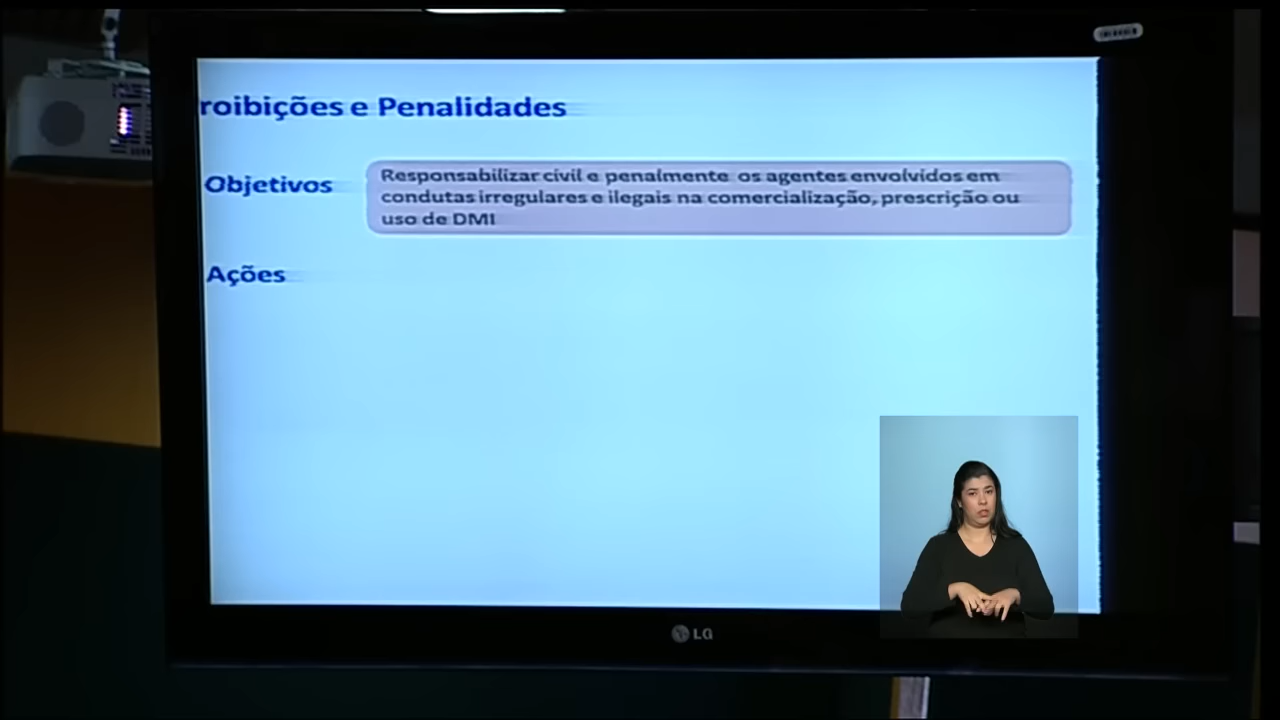 roibições e Penalidades
Objetivos
Responsabilizar civil e penalmente os agentes envolvidos em
condutas irregulares e ilegais na comercialização, prescrição ou
uso de DMI
Ações
LG